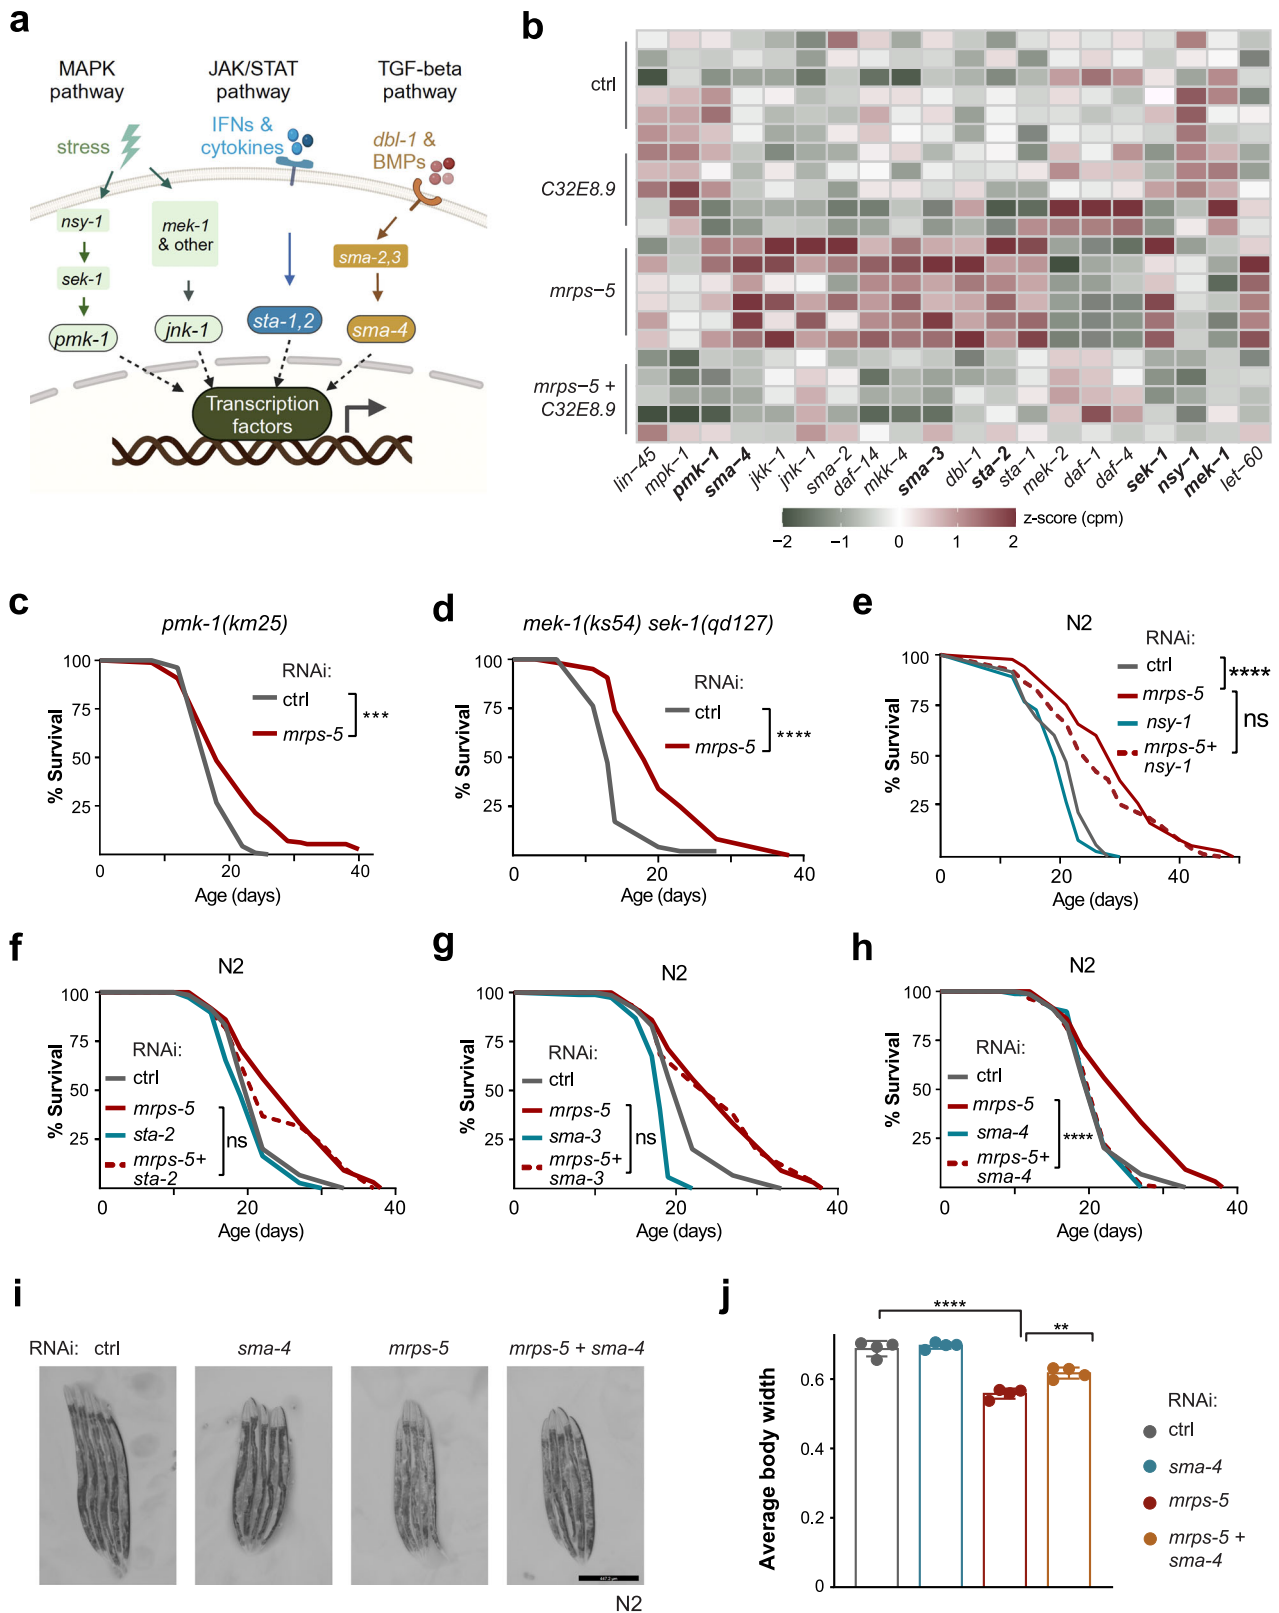 a
MAPK
pathway
JAK/STAT
pathway
TGF-beta
pathway
stress
IFNs &
cytokines
dbl-1 &
BMPs
nsy-1
mek-1
& other
sma-2,3
sek-1
pmk-1
jnk-1
sta-1,2
sma-4
Transcription
factors
b
ctrl
C32E8.9
mrps−5
mrps−5 +
C32E8.9
lin−45
mpk−1
pmk−1
sma−4
jkk−1
jnk−1
sma−2
daf−14
mkk−4
sma−3
dbl−1
sta−2
sta−1
mek−2
daf−1
daf−4
sek−1
nsy−1
mek−1
let−60
z-score (cpm)
−2 −1 0 1 2
c
pmk-1(km25)
% Survival
100
75
50
25
0 20 40
Age (days)
RNAi:
ctrl
mrps-5
***
d
mek-1(ks54) sek-1(qd127)
% Survival
100
75
50
25
0 20 40
Age (days)
RNAi:
ctrl
mrps-5
****
e
N2
% Survival
100
75
50
25
0 20 40
Age (days)
RNAi:
ctrl
mrps-5
nsy-1
mrps-5+
nsy-1
****
ns
f
N2
% Survival
100
75
50
25
0 20 40
Age (days)
RNAi:
ctrl
mrps-5
sta-2
mrps-5+
sta-2
ns
g
N2
% Survival
100
75
50
25
0 20 40
Age (days)
RNAi:
ctrl
mrps-5
sma-3
mrps-5+
sma-3
ns
h
N2
% Survival
100
75
50
25
0 20 40
Age (days)
RNAi:
ctrl
mrps-5
sma-4
mrps-5+
sma-4
****
i
RNAi: ctrl sma-4 mrps-5 mrps-5 + sma-4
N2
j
Average body width
0.6
0.4
0.2
0
****
**
RNAi:
ctrl
sma-4
mrps-5
mrps-5 +
sma-4